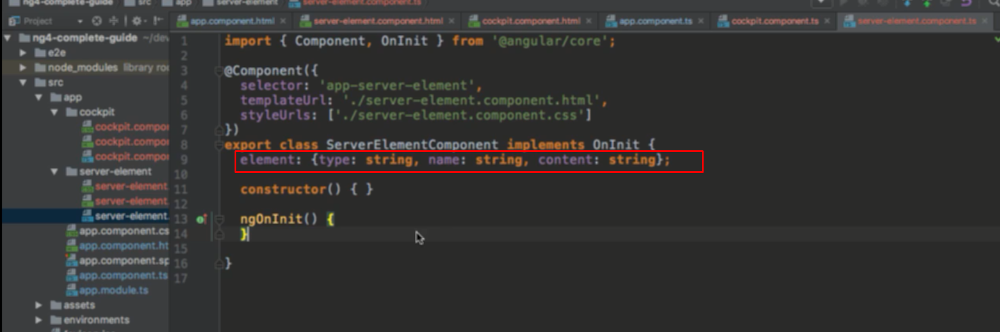 ng4-complete-guide src app server-element server-element.component.ts
Project
app.component.html server-element.component.html cockpit.component.html app.component.ts cockpit.component.ts server-element.component.ts
ng4-complete-guide ~/dev
e2e
node_modules library roo
src
app
cockpit
cockpit.compo
cockpit.compo
cockpit.compo
server-element
server-element.
server-element.
server-element.
app.component.cs
app.component.ht
app.component.sp
app.component.ts
app.module.ts
assets
environments
1 import { Component, OnInit } from '@angular/core';
2
3 @Component({
4 selector: 'app-server-element',
5 templateUrl: './server-element.component.html',
6 styleUrls: ['./server-element.component.css']
7 })
8 export class ServerElementComponent implements OnInit {
9 element: {type: string, name: string, content: string};
10
11 constructor() { }
12
13 ngOnInit() {
14 }
15
16 }
17